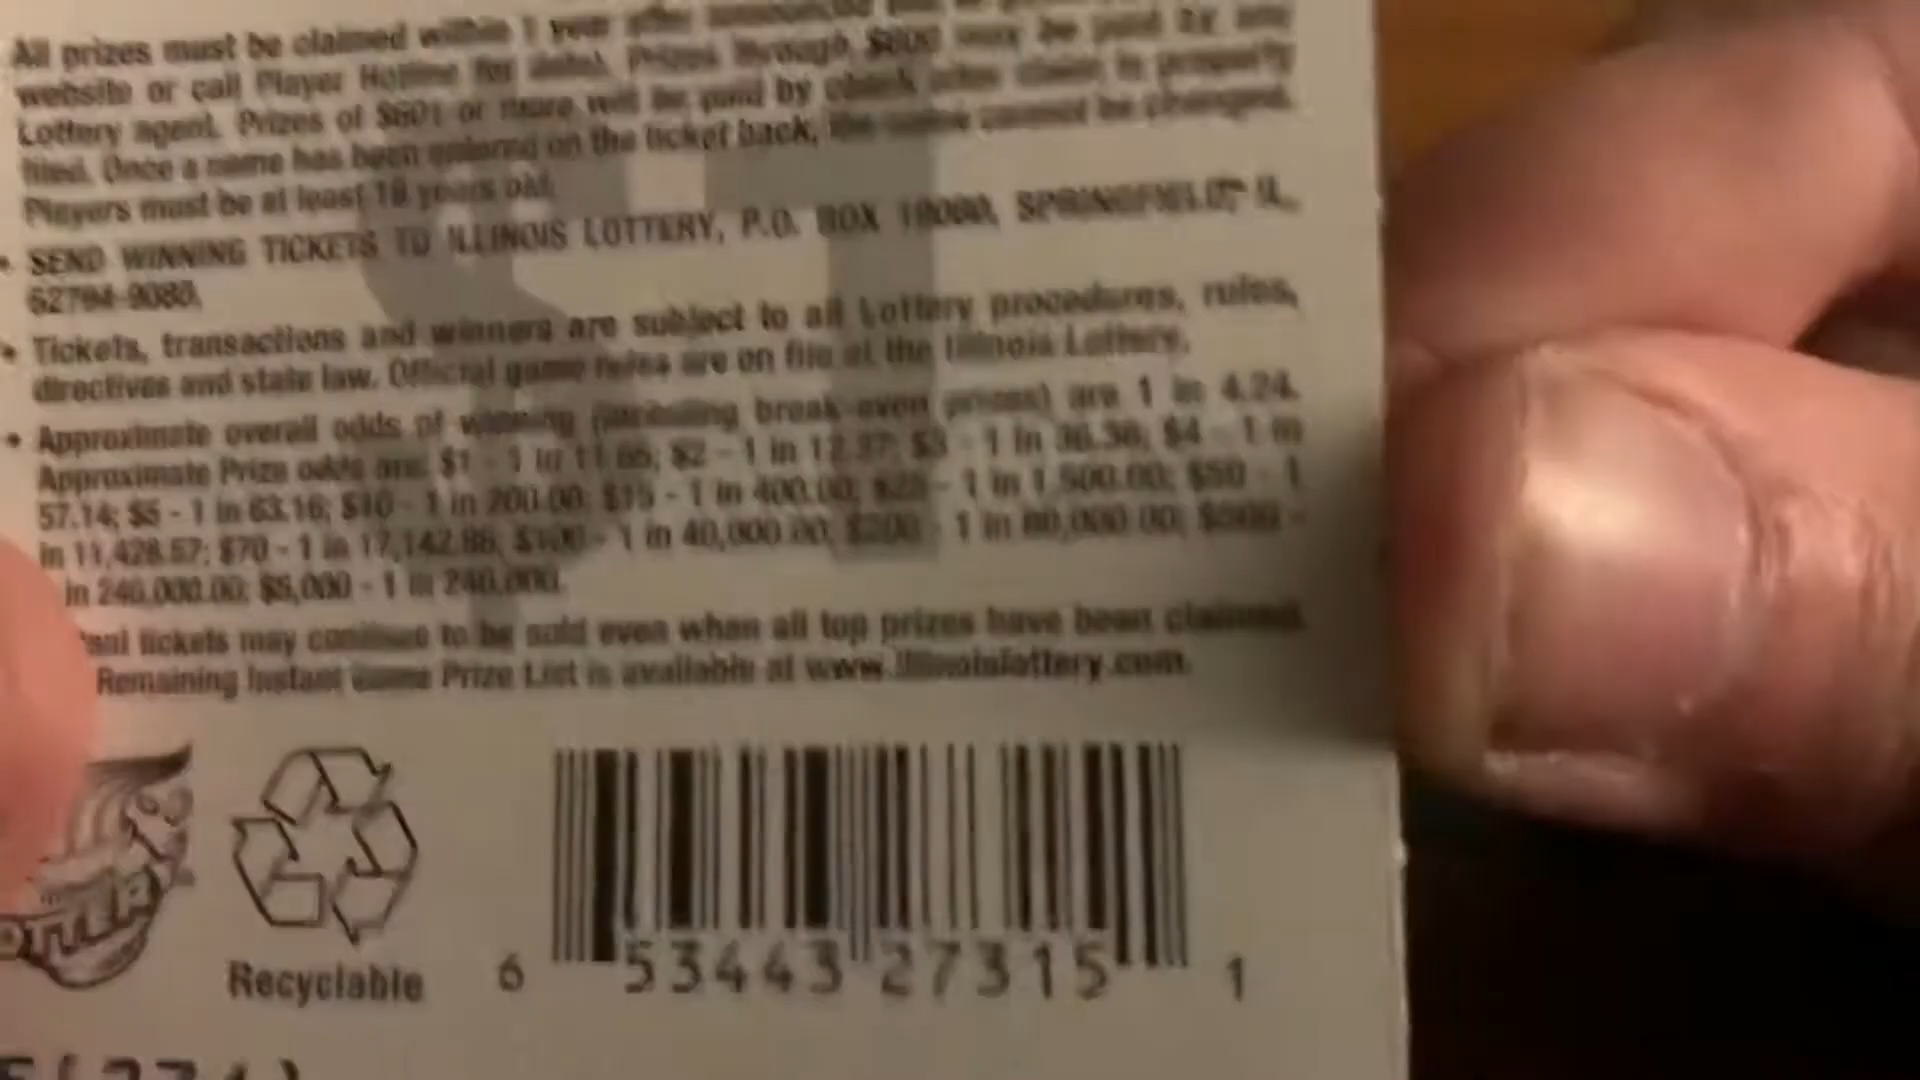 All prizes must be claimed within 1 year after announced
website or call Player Hotline for date). Prizes through $600 may be paid by any
Lottery agent. Prizes of $601 or more will be paid by check after claim is properly
filed. Once a name has been entered on the ticket back, the name cannot be changed.
Players must be at least 18 years old.
• SEND WINNING TICKETS TO ILLINOIS LOTTERY, P.O. BOX 19080, SPRINGFIELD, IL,
62794-9080.
• Tickets, transactions and winners are subject to all Lottery procedures, rules,
directives and state law. Official game rules are on file at the Illinois Lottery.
• Approximate overall odds of winning (including break-even prizes) are 1 in 4.24.
Approximate Prize odds are: $1 - 1 in 11.65; $2 - 1 in 12.37; $3 - 1 in 36.36; $4 - 1 in
57.14; $5 - 1 in 63.16; $10 - 1 in 200.00; $15 - 1 in 400.00; $25 - 1 in 1,500.00; $50 - 1
in 11,428.57; $70 - 1 in 17,142.86; $100 - 1 in 40,000.00; $200 - 1 in 80,000.00; $500 -
in 240,000.00; $5,000 - 1 in 240,000.
tickets may continue to be sold even when all top prizes have been claimed.
Remaining Instant Game Prize List is available at www.illinoislottery.com.
Recyclable
6 53443 27315 1